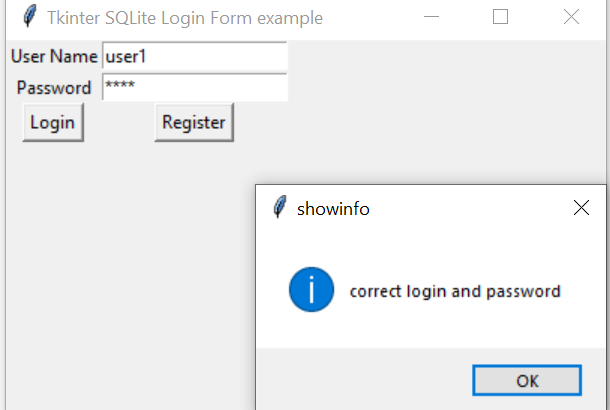 Tkinter SQLite Login Form example
User Name user1
Password ****
Login Register
showinfo
i
correct login and password
OK